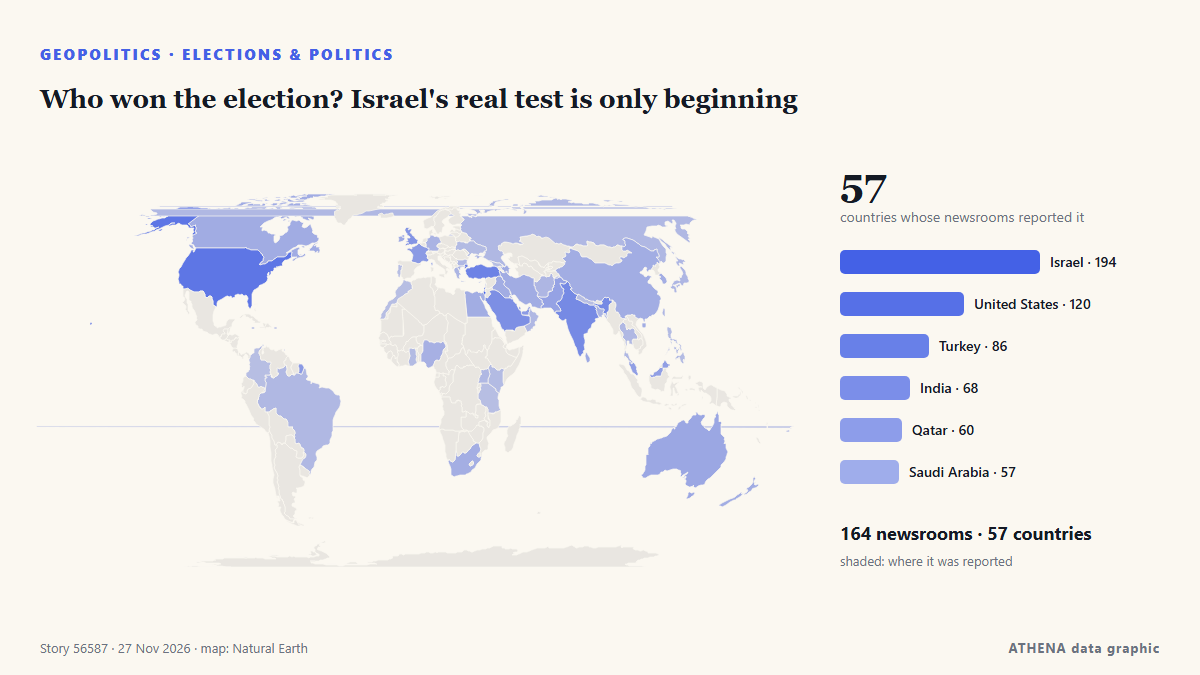 GEOPOLITICS · ELECTIONS & POLITICS
Who won the election? Israel's real test is only beginning
57
countries whose newsrooms reported it
Israel · 194
United States · 120
Turkey · 86
India · 68
Qatar · 60
Saudi Arabia · 57
164 newsrooms · 57 countries
shaded: where it was reported
Story 56587 · 27 Nov 2026 · map: Natural Earth
ATHENA data graphic